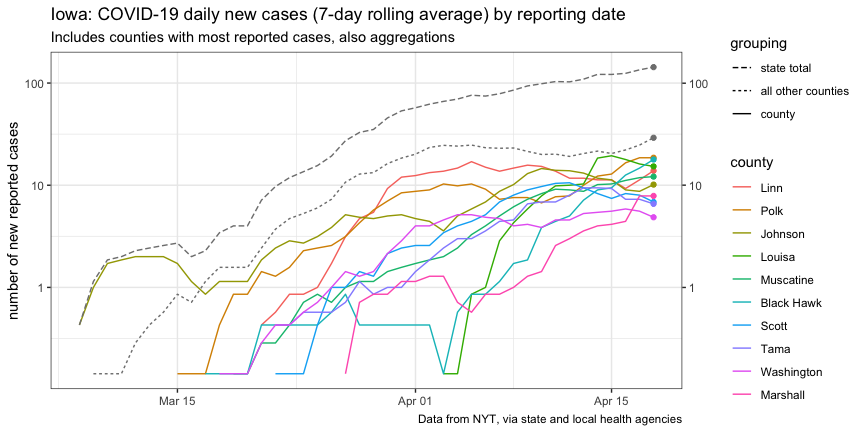 Iowa: COVID-19 daily new cases (7-day rolling average) by reporting date
Includes counties with most reported cases, also aggregations
number of new reported cases
100
10
1
100
10
1
Mar 15
Apr 01
Apr 15
Data from NYT, via state and local health agencies
grouping
state total
all other counties
county
county
Linn
Polk
Johnson
Louisa
Muscatine
Black Hawk
Scott
Tama
Washington
Marshall